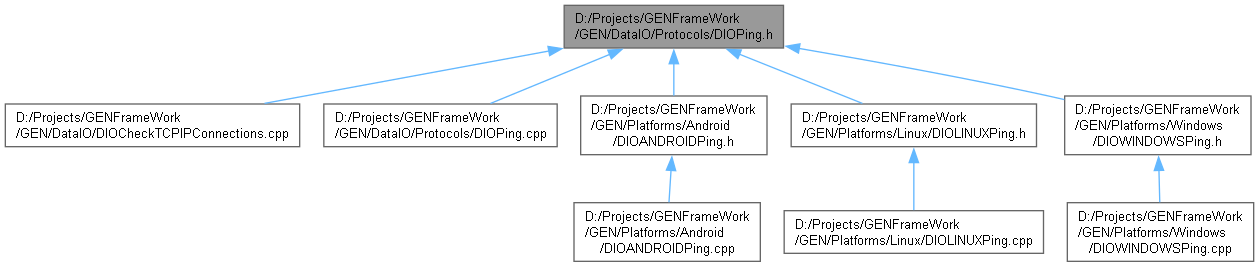 D:/Projects/GENFrameWork
/GEN/DataIO/Protocols/DIOPing.h
D:/Projects/GENFrameWork
/GEN/DataIO/DIOCheckTCPIPConnections.cpp
D:/Projects/GENFrameWork
/GEN/DataIO/Protocols/DIOPing.cpp
D:/Projects/GENFrameWork
/GEN/Platforms/Android
/DIOANDROIDPing.h
D:/Projects/GENFrameWork
/GEN/Platforms/Linux/DIOLINUXPing.h
D:/Projects/GENFrameWork
/GEN/Platforms/Windows
/DIOWINDOWSPing.h
D:/Projects/GENFrameWork
/GEN/Platforms/Android
/DIOANDROIDPing.cpp
D:/Projects/GENFrameWork
/GEN/Platforms/Linux/DIOLINUXPing.cpp
D:/Projects/GENFrameWork
/GEN/Platforms/Windows
/DIOWINDOWSPing.cpp